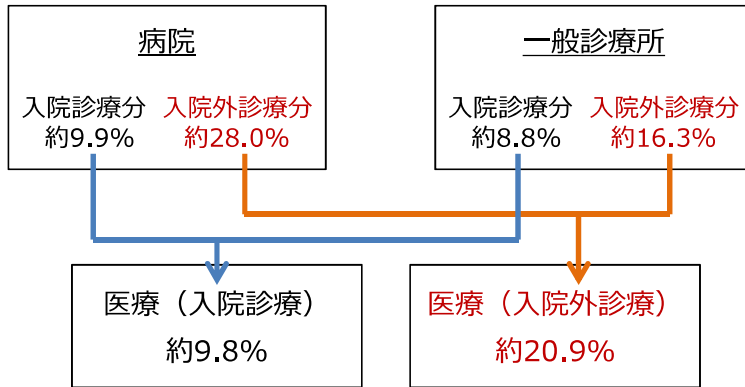 病院
入院診療分
約9.9%
入院外診療分
約28.0%
一般診療所
入院診療分
約8.8%
入院外診療分
約16.3%
医療（入院診療）
約9.8%
医療（入院外診療）
約20.9%